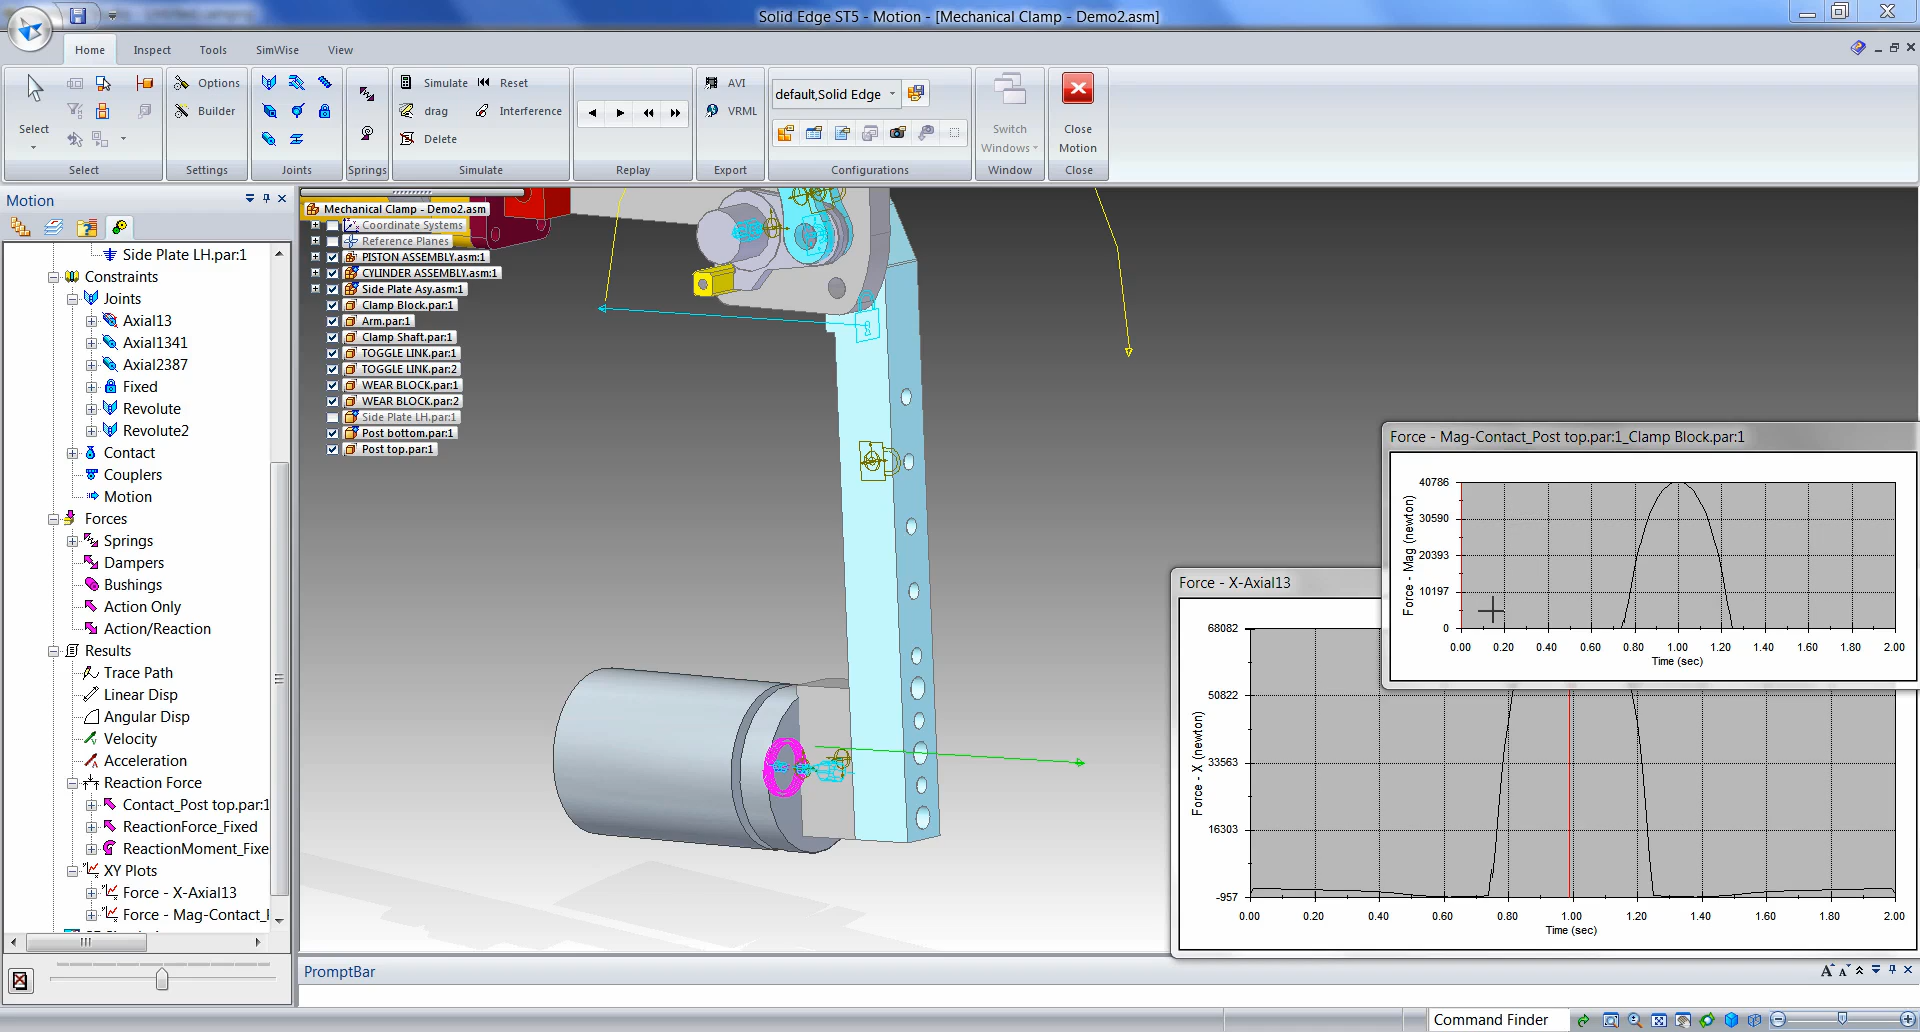 Solid Edge ST5 - Motion - [Mechanical Clamp - Demo2.asm]
Home Inspect Tools SimWise View
Select
Select
Options
Builder
Settings
Joints
Springs
Simulate Reset
drag Interference
Delete
Simulate
Replay
AVI
VRML
Export
default,Solid Edge
Configurations
Switch
Windows
Window
Close
Motion
Close
Motion
Side Plate LH.par:1
Constraints
Joints
Axial13
Axial1341
Axial2387
Fixed
Revolute
Revolute2
Contact
Couplers
Motion
Forces
Springs
Dampers
Bushings
Action Only
Action/Reaction
Results
Trace Path
Linear Disp
Angular Disp
Velocity
Acceleration
Reaction Force
Contact_Post top.par:1
ReactionForce_Fixed
ReactionMoment_Fixe
XY Plots
Force - X-Axial13
Force - Mag-Contact_
Mechanical Clamp - Demo2.asm
Coordinate Systems
Reference Planes
PISTON ASSEMBLY.asm:1
CYLINDER ASSEMBLY.asm:1
Side Plate Asy.asm:1
Clamp Block.par:1
Arm.par:1
Clamp Shaft.par:1
TOGGLE LINK.par:1
TOGGLE LINK.par:2
WEAR BLOCK.par:1
WEAR BLOCK.par:2
Side Plate LH.par:1
Post bottom.par:1
Post top.par:1
Force - Mag-Contact_Post top.par:1_Clamp Block.par:1
Force - Mag (newton)
40786
30590
20393
10197
0
0.00 0.20 0.40 0.60 0.80 1.00 1.20 1.40 1.60 1.80 2.00
Time (sec)
Force - X-Axial13
Force - X (newton)
68082
50822
33563
16303
-957
0.00 0.20 0.40 0.60 0.80 1.00 1.20 1.40 1.60 1.80 2.00
Time (sec)
PromptBar
Command Finder